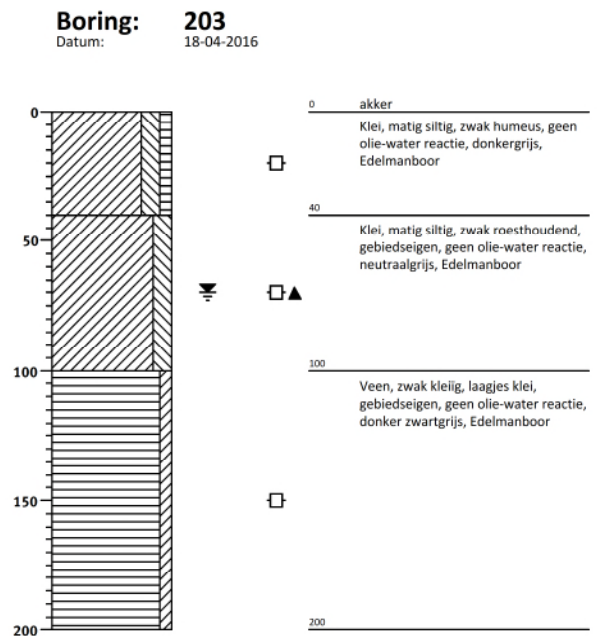 Boring: 203
Datum: 18-04-2016
0
0 akker
Klei, matig siltig, zwak humeus, geen
olie-water reactie, donkergrijs,
Edelmanboor
40
Klei, matig siltig, zwak roesthoudend,
gebiedseigen, geen olie-water reactie,
neutraalgrijs, Edelmanboor
50
100
100
Veen, zwak kleiïg, laagjes klei,
gebiedseigen, geen olie-water reactie,
donker zwartgrijs, Edelmanboor
150
200
200